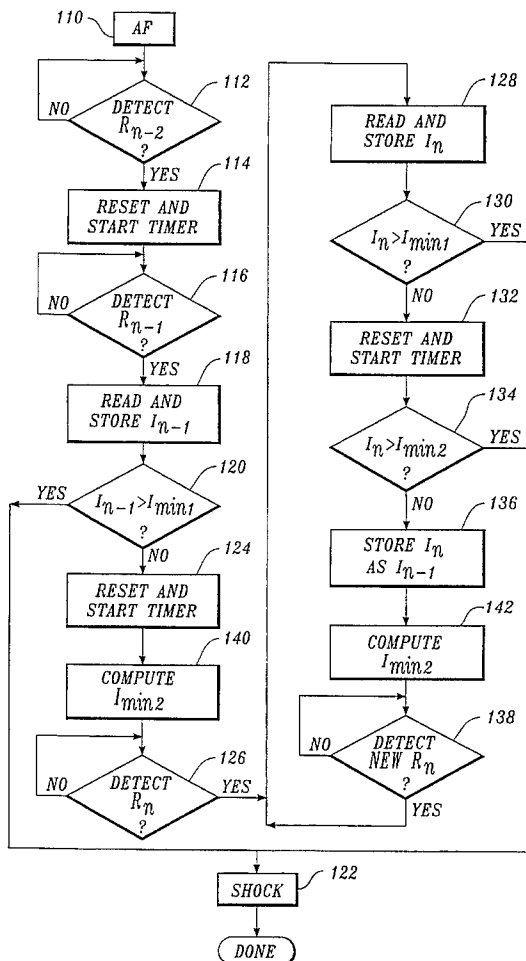 110
AF
112
DETECT
R_{n-2}
?
NO
YES
114
RESET AND
START TIMER
116
DETECT
R_{n-1}
?
NO
YES
118
READ AND
STORE I_{n-1}
120
I_{n-1}>I_{min1}
?
YES
NO
124
RESET AND
START TIMER
140
COMPUTE
I_{min2}
126
DETECT
R_n
?
NO
YES
128
READ AND
STORE I_n
130
I_n>I_{min1}
?
YES
NO
132
RESET AND
START TIMER
134
I_n>I_{min2}
?
YES
NO
136
STORE I_n
AS I_{n-1}
142
COMPUTE
I_{min2}
138
DETECT
NEW R_n
?
NO
YES
122
SHOCK
DONE